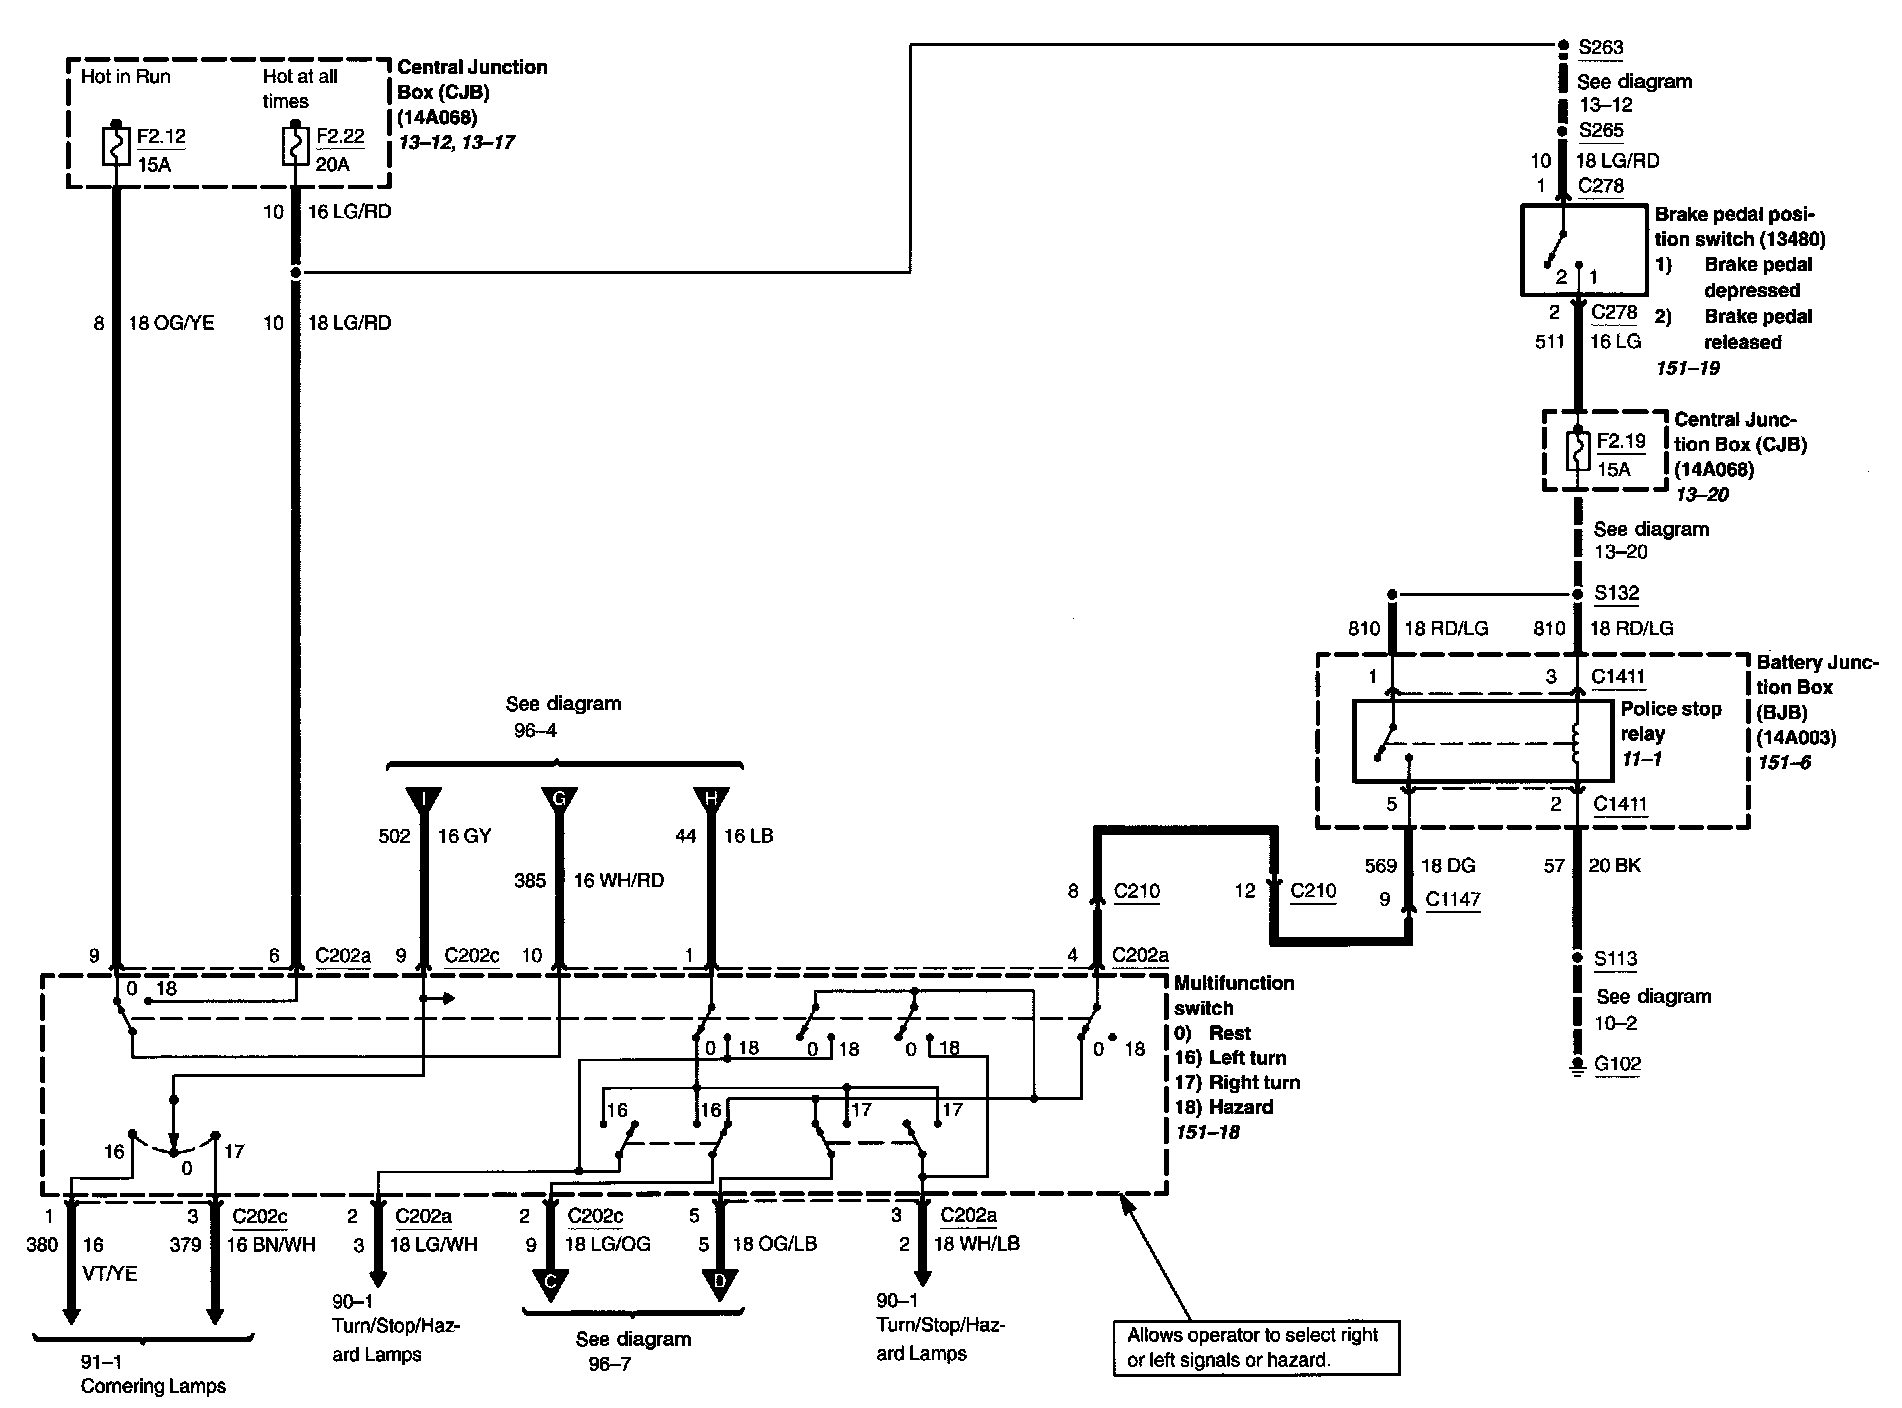 Hot in Run
Hot at all
times
F2.12
15A
F2.22
20A
Central Junction
Box (CJB)
(14A068)
13–12, 13–17
10 16 LG/RD
8 18 OG/YE
10 18 LG/RD
S263
See diagram
13–12
S265
10 18 LG/RD
1 C278
Brake pedal posi-
tion switch (13480)
1) Brake pedal
depressed
2) Brake pedal
released
151–19
2 1
2 C278
511 16 LG
F2.19
15A
Central Junc-
tion Box (CJB)
(14A068)
13–20
See diagram
13–20
S132
810 18 RD/LG
810 18 RD/LG
1 3 C1411
Police stop
relay
11–1
Battery Junc-
tion Box
(BJB)
(14A003)
151–6
5 2 C1411
569 18 DG
57 20 BK
9 C1147
S113
See diagram
10–2
G102
See diagram
96–4
I G H
502 16 GY
385 16 WH/RD
44 16 LB
8 C210
12 C210
9 6 C202a 9 C202c 10 1 4 C202a
0 18
0 18 0 18 0 18 0 18
Multifunction
switch
0) Rest
16) Left turn
17) Right turn
18) Hazard
151–18
16 16 17 17
16 0 17
1 3 C202c 2 C202a 2 C202c 5 3 C202a
380 16
VT/YE
379 16 BN/WH
3 18 LG/WH
9 18 LG/OG
5 18 OG/LB
2 18 WH/LB
C D
91–1
Cornering Lamps
90–1
Turn/Stop/Haz-
ard Lamps
See diagram
96–7
90–1
Turn/Stop/Haz-
ard Lamps
Allows operator to select right
or left signals or hazard.